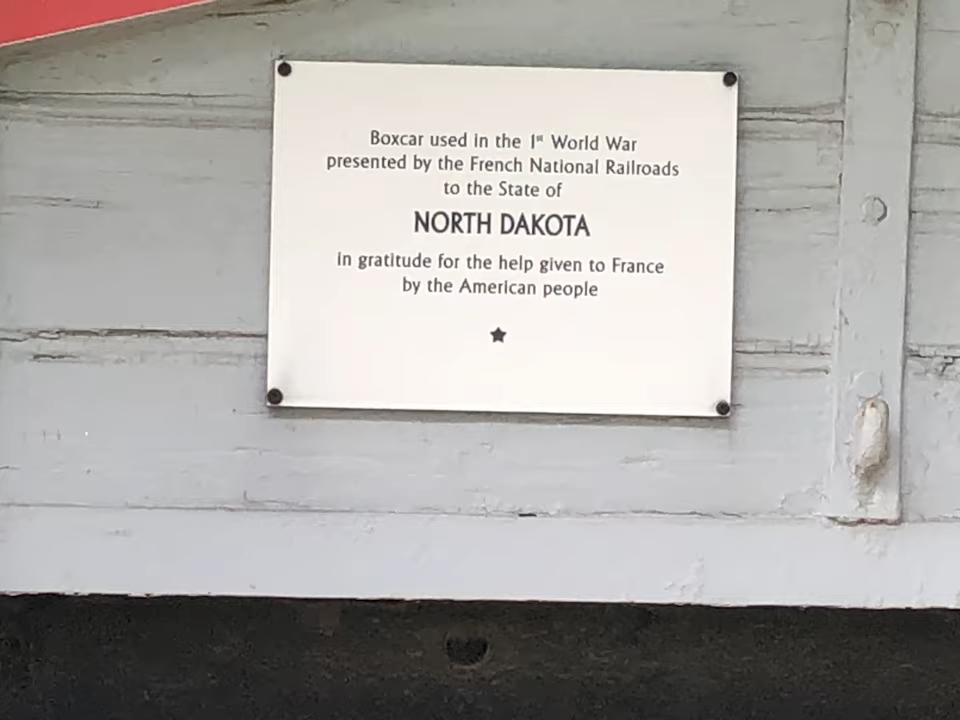 Boxcar used in the 1st World War
presented by the French National Railroads
to the State of
NORTH DAKOTA
in gratitude for the help given to France
by the American people